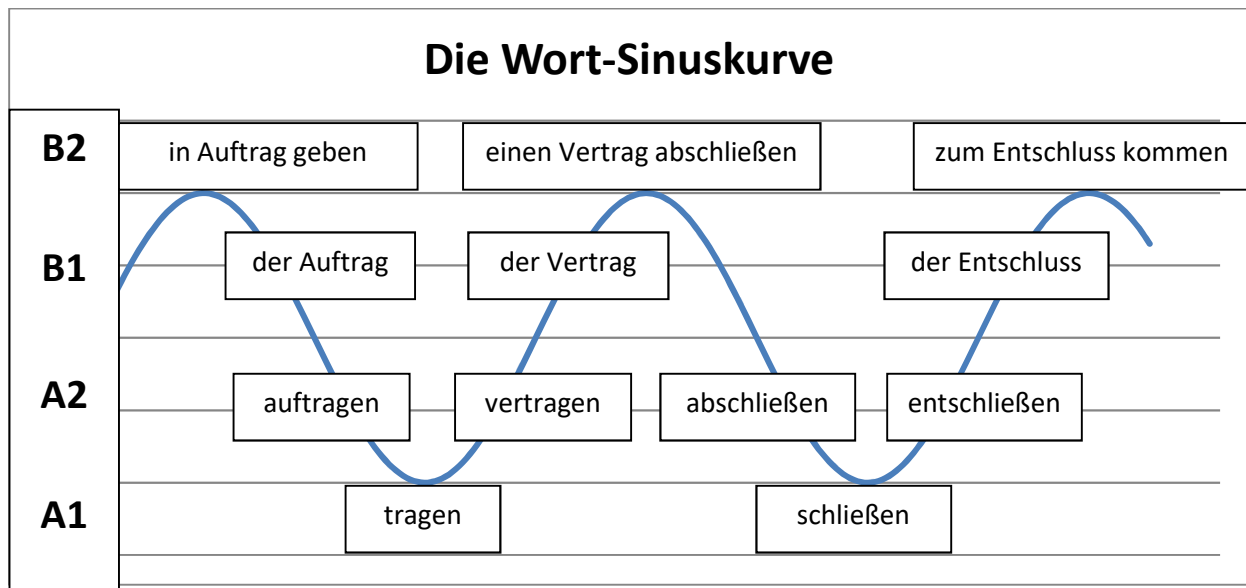 Die Wort-Sinuskurve
B2
in Auftrag geben
einen Vertrag abschließen
zum Entschluss kommen
B1
der Auftrag
der Vertrag
der Entschluss
A2
auftragen
vertragen
abschließen
entschließen
A1
tragen
schließen